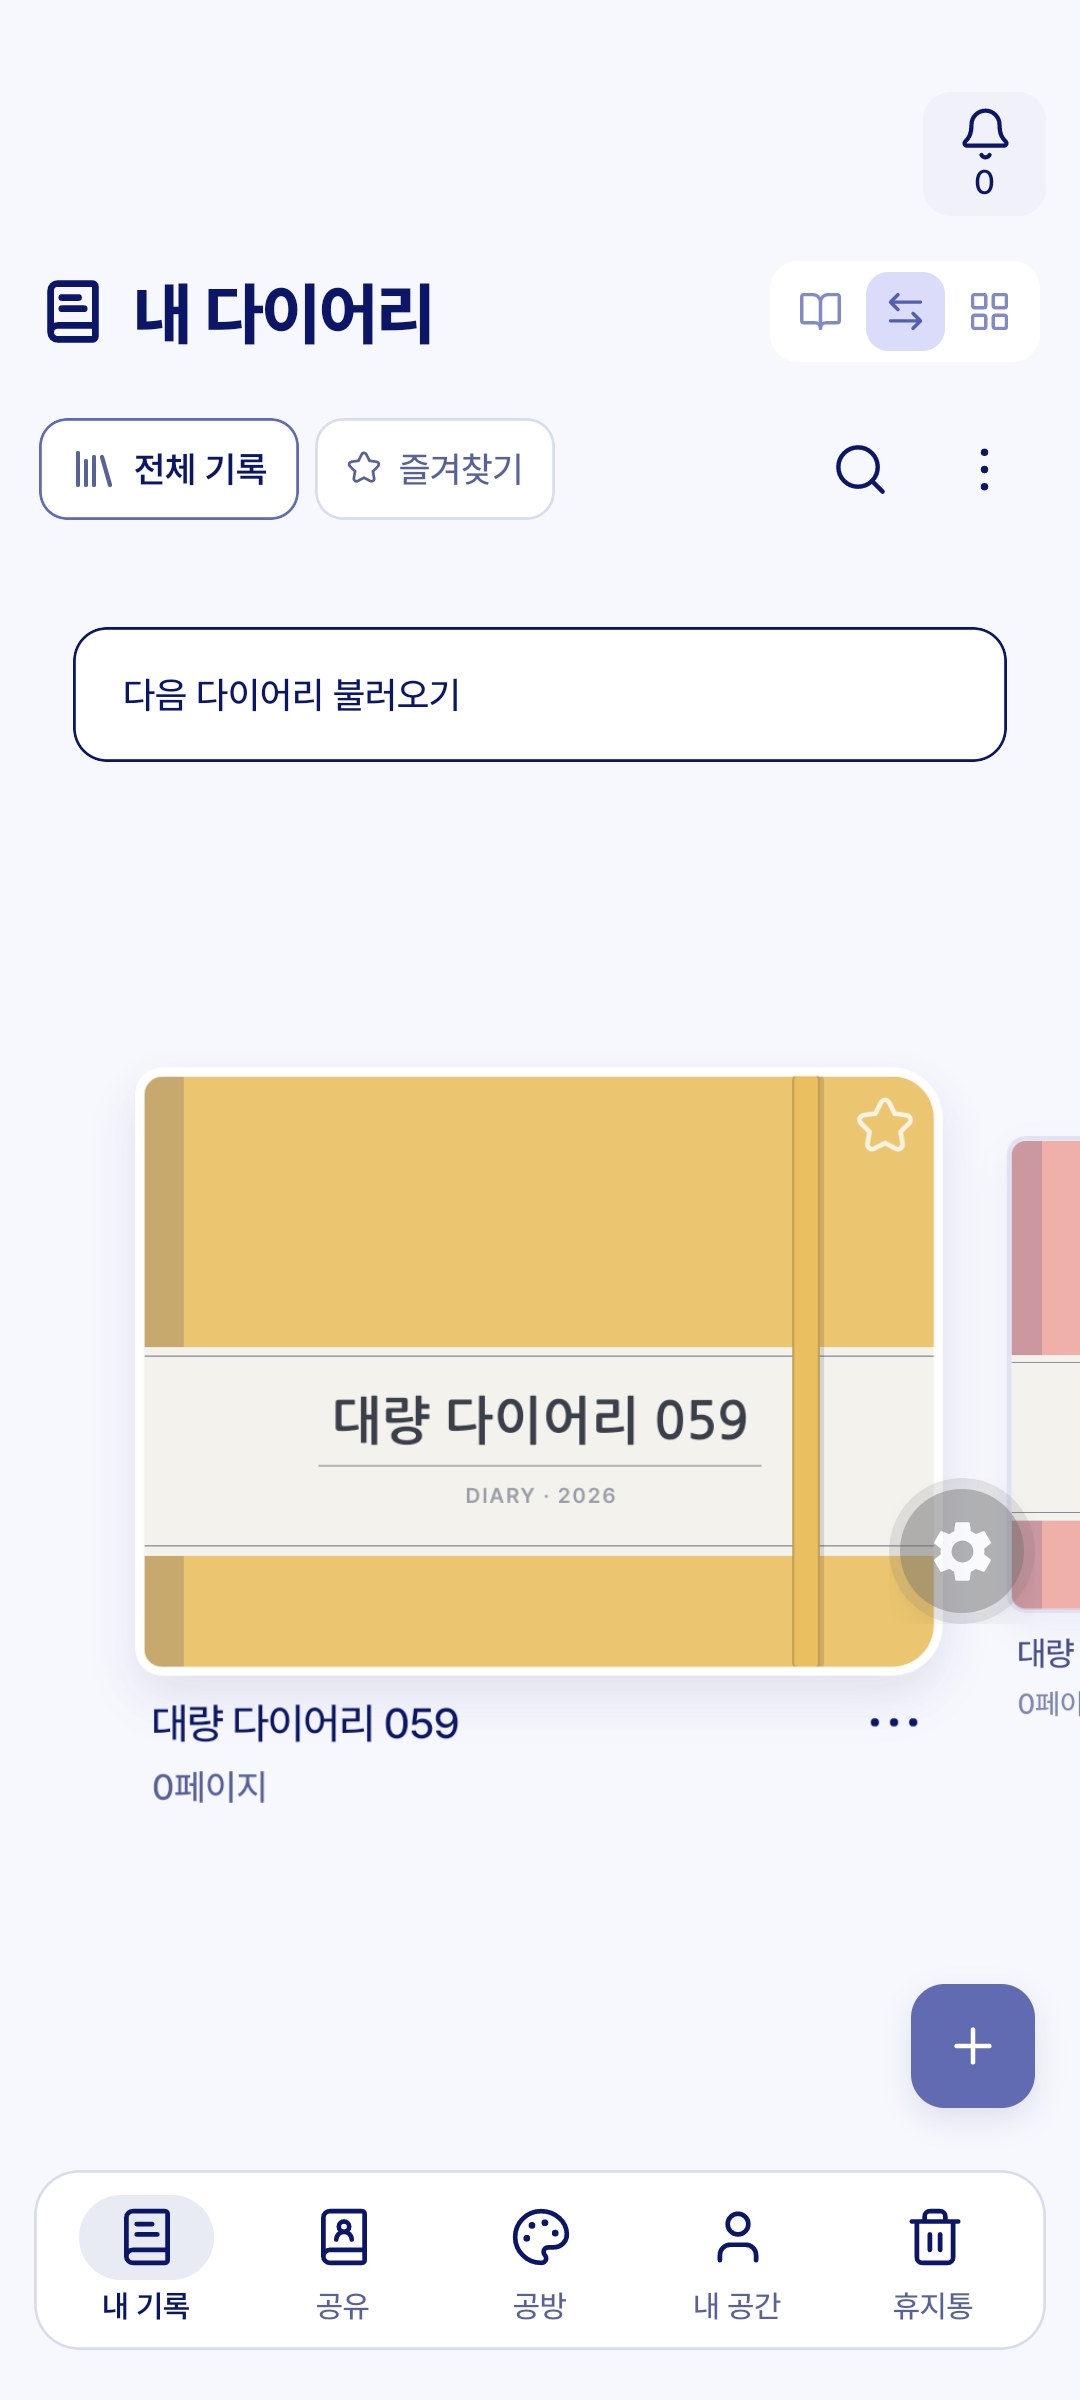 0
내 다이어리
전체 기록
즐겨찾기
다음 다이어리 불러오기
대량 다이어리 059
DIARY · 2026
대량 다이어리 059
0페이지
대량
0페이
내 기록
공유
공방
내 공간
휴지통